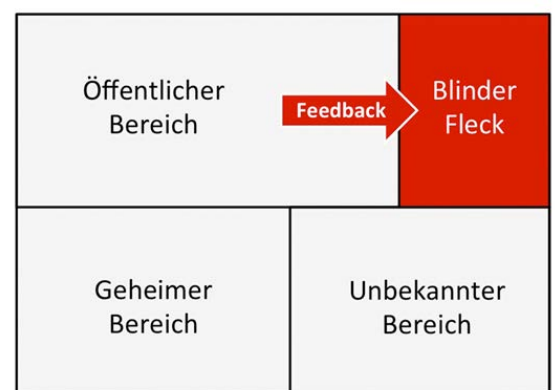 Öffentlicher
Bereich
Feedback
Blinder
Fleck
Geheimer
Bereich
Unbekannter
Bereich